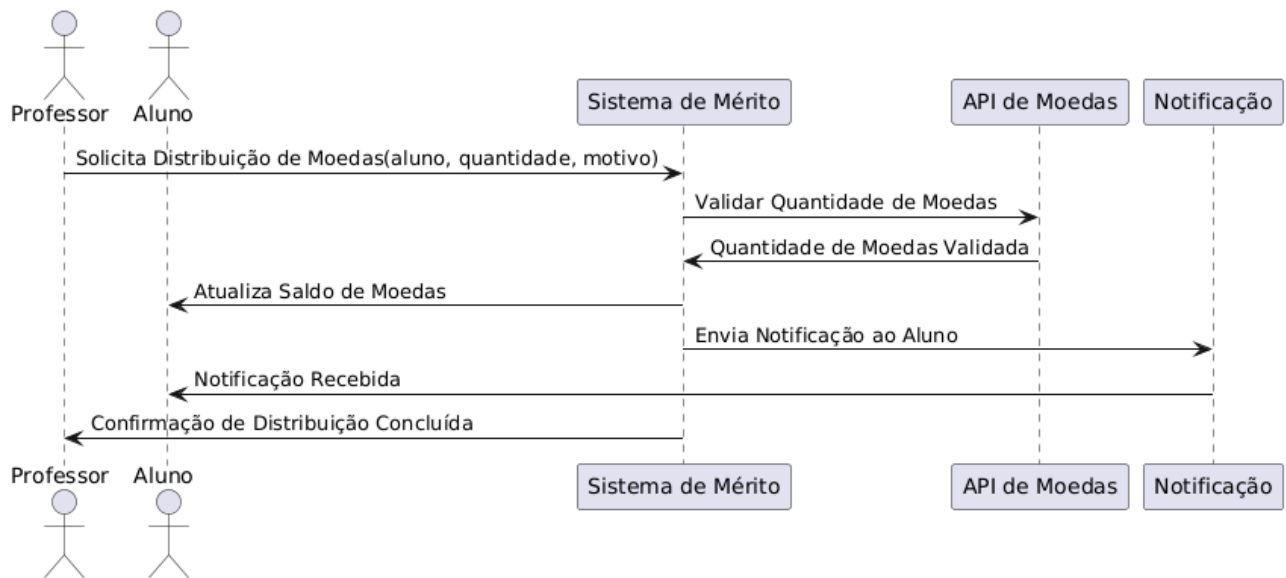 Professor
Aluno
Sistema de Mérito
API de Moedas
Notificação
Solicita Distribuição de Moedas(aluno, quantidade, motivo)
Validar Quantidade de Moedas
Quantidade de Moedas Validada
Atualiza Saldo de Moedas
Envia Notificação ao Aluno
Notificação Recebida
Confirmação de Distribuição Concluída
Professor
Aluno
Sistema de Mérito
API de Moedas
Notificação